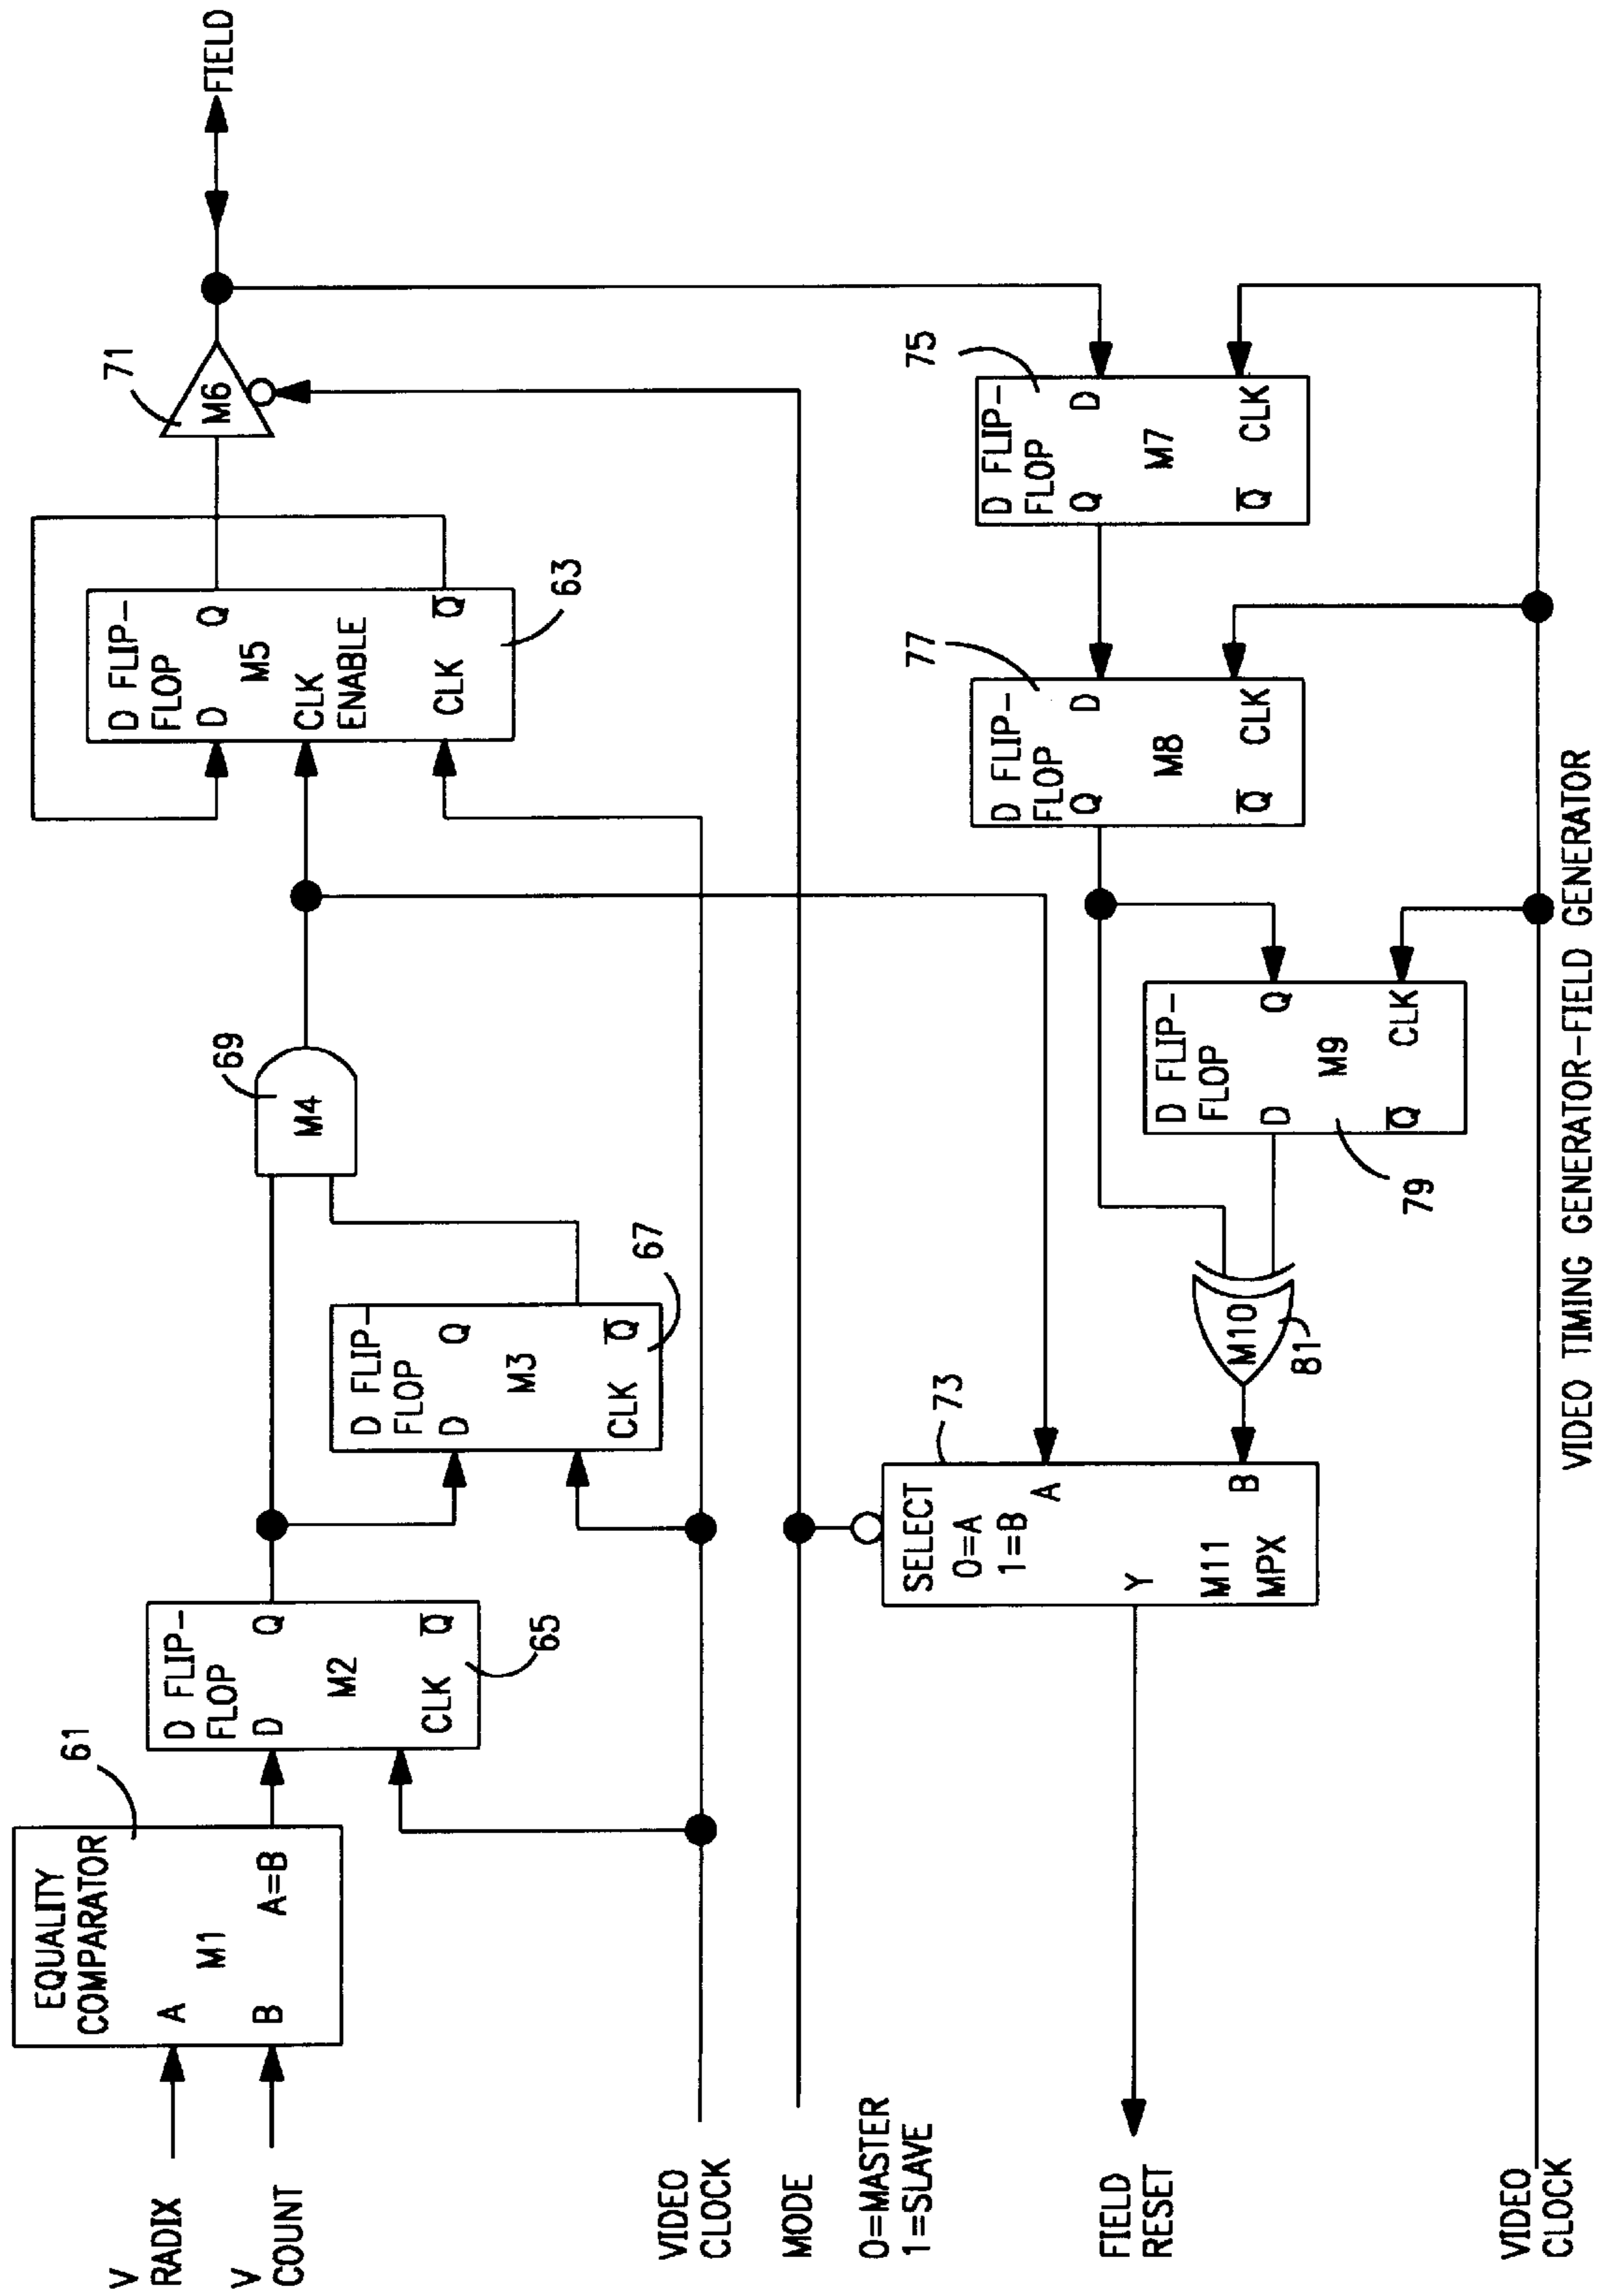 61
EQUALITY
COMPARATOR
M1
A
B
A=B
V
RADIX
V
COUNT
D FLIP-
FLOP
D
Q
M2
CLK
Q̅
65
D FLIP-
FLOP
D
Q
M3
CLK
Q̅
67
69
M4
D FLIP-
FLOP
D
Q
M5
CLK
ENABLE
CLK
Q̅
63
71
M6
FIELD
VIDEO
CLOCK
MODE
0=MASTER
1=SLAVE
73
SELECT
0=A
1=B
A
Y
B
M11
MPX
M10
81
D FLIP-
FLOP
D
Q
M9
Q̅
CLK
79
77
D FLIP-
FLOP
Q
D
M8
Q̅
CLK
75
D FLIP-
FLOP
Q
D
M7
Q̅
CLK
FIELD
RESET
VIDEO
CLOCK
VIDEO TIMING GENERATOR-FIELD GENERATOR